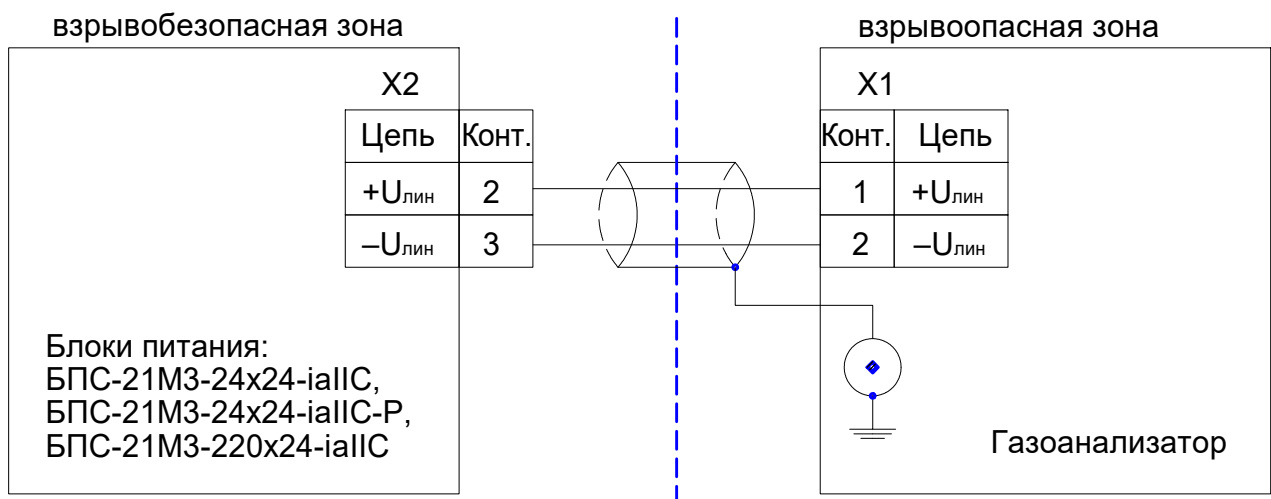 взрывобезопасная зона
взрывоопасная зона
X2
Цепь Конт.
+Uлин 2
–Uлин 3
X1
Конт. Цепь
1 +Uлин
2 –Uлин
Блоки питания:
БПС-21М3-24х24-iaIIC,
БПС-21М3-24х24-iaIIC-Р,
БПС-21М3-220х24-iaIIC
Газоанализатор